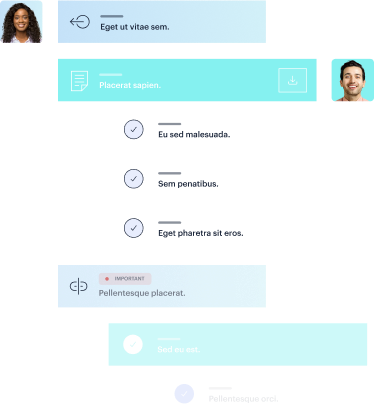 Eget ut vitae sem.
Placerat sapien.
Eu sed malesuada.
Sem penatibus.
Eget pharetra sit eros.
IMPORTANT
Pellentesque placerat.
Sed eu est.
Pellentesque orci.